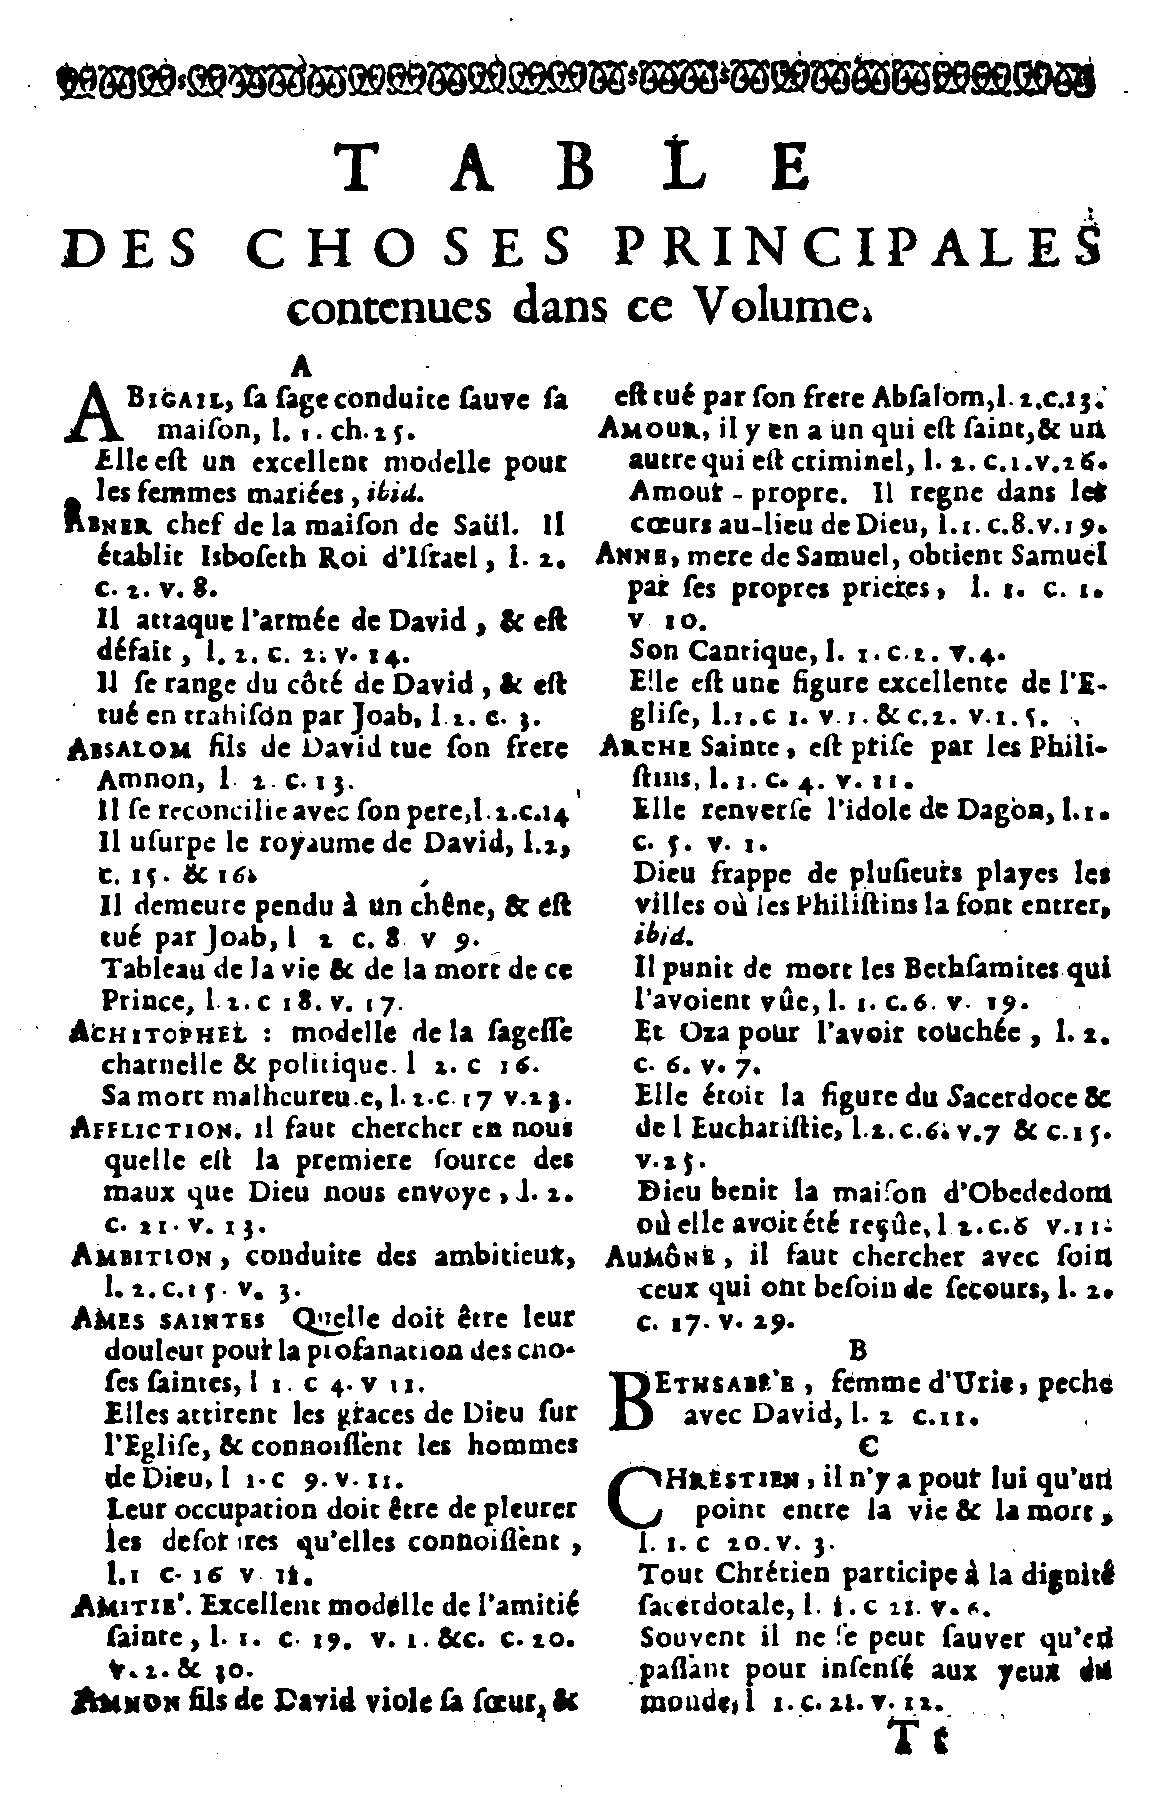 TABLE
DES CHOSES PRINCIPALES
contenues dans ce Volume.
A
ABIGAIL, ſa ſage conduite ſauve ſa
maiſon, l. 1. ch. 25.
Elle eſt un excellent modelle pour
les femmes mariées, ibid.
ABNER chef de la maiſon de Saül. Il
établit Isboſeth Roi d'Iſrael, l. 2.
c. 2. v. 8.
Il attaque l'armée de David, & eſt
défait, l. 2. c. 2. v. 14.
Il ſe range du côté de David, & eſt
tué en trahiſon par Joab, l. 2. c. 3.
ABSALOM fils de David tue ſon frere
Amnon, l. 2. c. 13.
Il ſe reconcilie avec ſon pere, l. 2. c. 14
Il uſurpe le royaume de David, l. 2,
c. 15. & 16.
Il demeure pendu à un chêne, & eſt
tué par Joab, l 2 c. 8 v 9.
Tableau de la vie & de la mort de ce
Prince, l. 2. c 18. v. 17.
ACHITOPHEL : modelle de la ſageſſe
charnelle & politique. l 2. c 16.
Sa mort malheureuſe, l. 2. c. 17 v. 23.
AFFLICTION. Il faut chercher en nous
quelle eſt la premiere ſource des
maux que Dieu nous envoye, l. 2.
c. 21. v. 13.
AMBITION, conduite des ambitieux,
l. 2. c. 15. v. 3.
AMES SAINTES Quelle doit être leur
douleur pour la profanation des cho-
ſes ſaintes, l 1. c 4. v 11.
Elles attirent les graces de Dieu ſur
l'Egliſe, & connoiſſent les hommes
de Dieu, l 1. c 9. v. 11.
Leur occupation doit être de pleurer
les deſordres qu'elles connoiſſent,
l. 1 c. 16 v 11.
AMITIE'. Excellent modelle de l'amitié
ſainte, l. 1. c. 19. v. 1. &c. c. 20.
v. 2. & 30.
AMNON fils de David viole ſa ſœur, &
eſt tué par ſon frere Abſalom, l. 2. c. 13.
AMOUR, il y en a un qui eſt ſaint, & un
autre qui eſt criminel, l. 2. c. 1. v. 26.
Amour-propre. Il regne dans les
cœurs au-lieu de Dieu, l. 1. c. 8. v. 19.
ANNE, mere de Samuel, obtient Samuel
par ſes propres prieres, l. 1. c. 1.
v 10.
Son Cantique, l. 1. c. 2. v. 4.
Elle eſt une figure excellente de l'E-
gliſe, l. 1. c 1. v. 1. & c. 2. v. 1. 5.
ARCHE Sainte, eſt priſe par les Phili-
ſtins, l. 1. c. 4. v. 11.
Elle renverſe l'idole de Dagon, l. 1.
c. 5. v. 1.
Dieu frappe de pluſieurs playes les
villes où les Philiſtins la font entrer,
ibid.
Il punit de mort les Bethſamites qui
l'avoient vûe, l. 1. c. 6. v. 19.
Et Oza pour l'avoir touchée, l. 2.
c. 6. v. 7.
Elle étoit la figure du Sacerdoce &
de l Euchariſtie, l. 2. c. 6. v. 7 & c. 15.
v. 25.
Dieu benit la maiſon d'Obededom
où elle avoit été reçûe, l 2. c. 6 v. 11.
AUMÔNE, il faut chercher avec ſoin
ceux qui ont beſoin de ſecours, l. 2.
c. 17. v. 29.
B
BETHSABE'E, femme d'Urie, peche
avec David, l. 2 c. 11.
C
CHRESTIEN, il n'y a pour lui qu'un
point entre la vie & la mort,
l. 1. c 20. v. 3.
Tout Chrétien participe à la dignité
ſacerdotale, l. 1. c 21. v. 6.
Souvent il ne ſe peut ſauver qu'en
paſſant pour inſenſé aux yeux du
monde, l 1. c. 21. v. 12.
T t